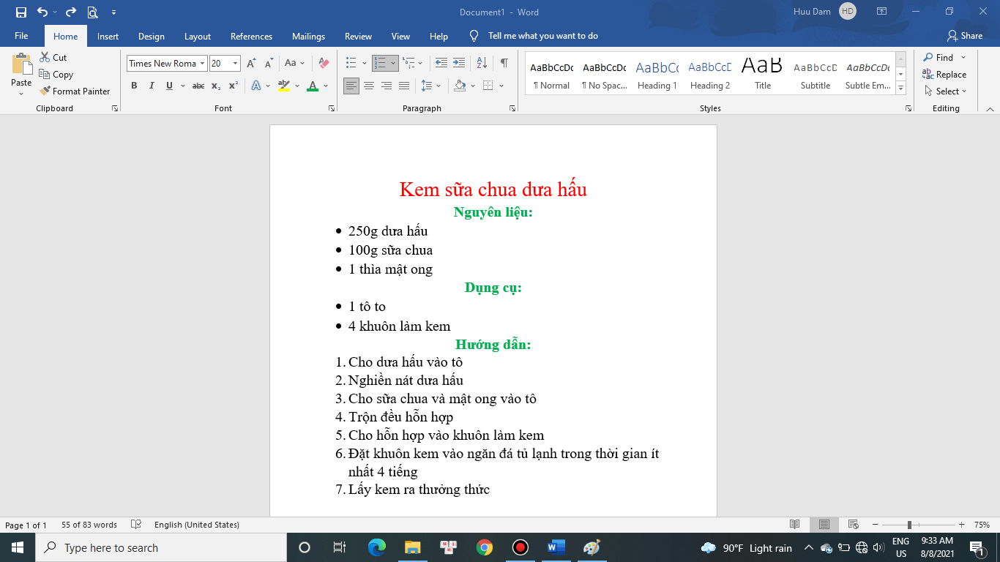 Document1 - Word
Huu Dam HD
File Home Insert Design Layout References Mailings Review View Help Tell me what you want to do Share
Paste
Cut
Copy
Format Painter
Clipboard
Times New Roma 20
Aa
B I U abc x₂ x² A ab A
Font
Paragraph
AaBbCcDc AaBbCcDc AaBbCc AaBbCcD AaB AaBbCcD AaBbCcDc
¶ Normal ¶ No Spac... Heading 1 Heading 2 Title Subtitle Subtle Em...
Styles
Find
Replace
Select
Editing
Kem sữa chua dưa hấu
Nguyên liệu:
• 250g dưa hấu
• 100g sữa chua
• 1 thìa mật ong
Dụng cụ:
• 1 tô to
• 4 khuôn làm kem
Hướng dẫn:
1. Cho dưa hấu vào tô
2. Nghiền nát dưa hấu
3. Cho sữa chua và mật ong vào tô
4. Trộn đều hỗn hợp
5. Cho hỗn hợp vào khuôn làm kem
6. Đặt khuôn kem vào ngăn đá tủ lạnh trong thời gian ít
nhất 4 tiếng
7. Lấy kem ra thưởng thức
Page 1 of 1 55 of 83 words English (United States) 75%
Type here to search
90°F Light rain
ENG
US
9:33 AM
8/8/2021
1